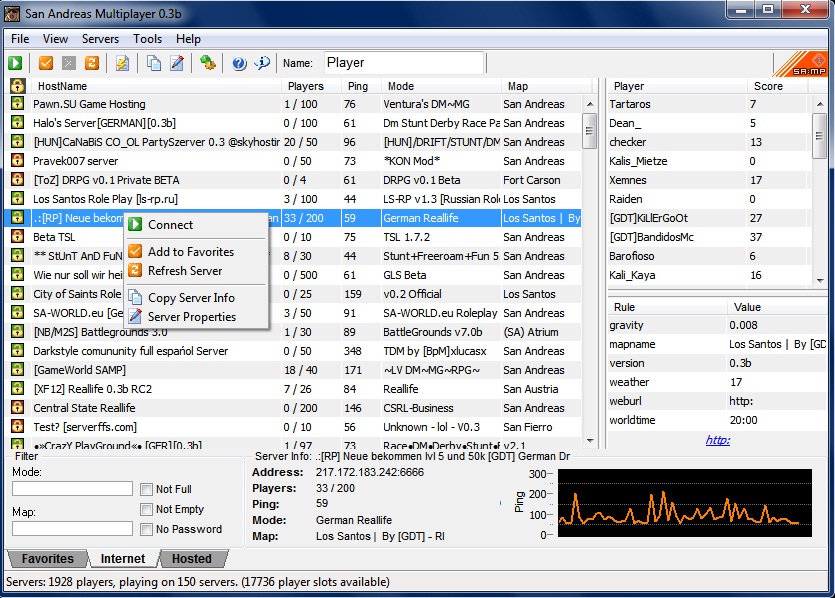 San Andreas Multiplayer 0.3b
File View Servers Tools Help
Name: Player
SA:MP
HostName Players Ping Mode Map
Pawn.SU Game Hosting 1 / 100 76 Ventura's DM~MG San Andreas
Halo's Server[GERMAN][0.3b] 0 / 100 61 Dm Stunt Derby Race Pa San Andreas
[HUN]CaNaBiS CO_OL PartySzerver 0.3 @skyhostir 20 / 50 96 [HUN]/DRIFT/STUNT/DM San Andreas
Pravek007 server 0 / 50 73 *KON Mod* San Andreas
[ToZ] DRPG v0.1 Private BETA 0 / 4 61 DRPG v0.1 Beta Fort Carson
Los Santos Role Play [ls-rp.ru] 3 / 100 44 LS-RP v1.3 [Russian Role Los Santos
.:[RP] Neue bekom an 33 / 200 59 German Reallife Los Santos | By
Beta TSL 0 / 10 75 TSL 1.7.2 San Andreas
** StUnT AnD FuN 8 / 30 44 Stunt+Freeroam+Fun 5. San Andreas
Wie nur soll wir hei 0 / 500 61 GLS Beta San Andreas
City of Saints Role 0 / 25 159 v0.2 Official Los Santos
SA-WORLD.eu [Ge 3 / 50 91 SA-WORLD.eu Roleplay San Andreas
[NB/M2S] Battlegrounds 3.0 1 / 30 89 BattleGrounds v7.0b (SA) Atrium
Darkstyle comununity full español Server 0 / 50 348 TDM by [BpM]xlucasx San Andreas
[GameWorld SAMP] 18 / 40 171 ~LV DM~MG~RPG~ San Andreas
[XF12] Reallife 0.3b RC2 7 / 26 84 Reallife San Austria
Central State Reallife 0 / 200 146 CSRL-Business San Andreas
Test? [serverffs.com] 0 / 10 56 Unknown - lol - V0.3 San Fierro
•»CrazY PlayGround«• [GER][0.3b] 1 / 97 73 Race•DM•Derby•Stunt•F v2.1
Connect
Add to Favorites
Refresh Server
Copy Server Info
Server Properties
Player Score
Tartaros 7
Dean_ 5
checker 13
Kalis_Mietze 0
Xemnes 17
Raiden 0
[GDT]KiLlErGoOt 27
[GDT]BandidosMc 37
Barofioso 6
Kali_Kaya 16
Rule Value
gravity 0.008
mapname Los Santos | By [GD
version 0.3b
weather 17
weburl http:
worldtime 20:00
http:
Filter
Mode:
Map:
Not Full
Not Empty
No Password
Server Info: .:[RP] Neue bekommen lvl 5 und 50k [GDT] German Dr
Address: 217.172.183.242:6666
Players: 33 / 200
Ping: 59
Mode: German Reallife
Map: Los Santos | By [GDT] - Rl
Ping
300
200
100
0
Favorites Internet Hosted
Servers: 1928 players, playing on 150 servers. (17736 player slots available)